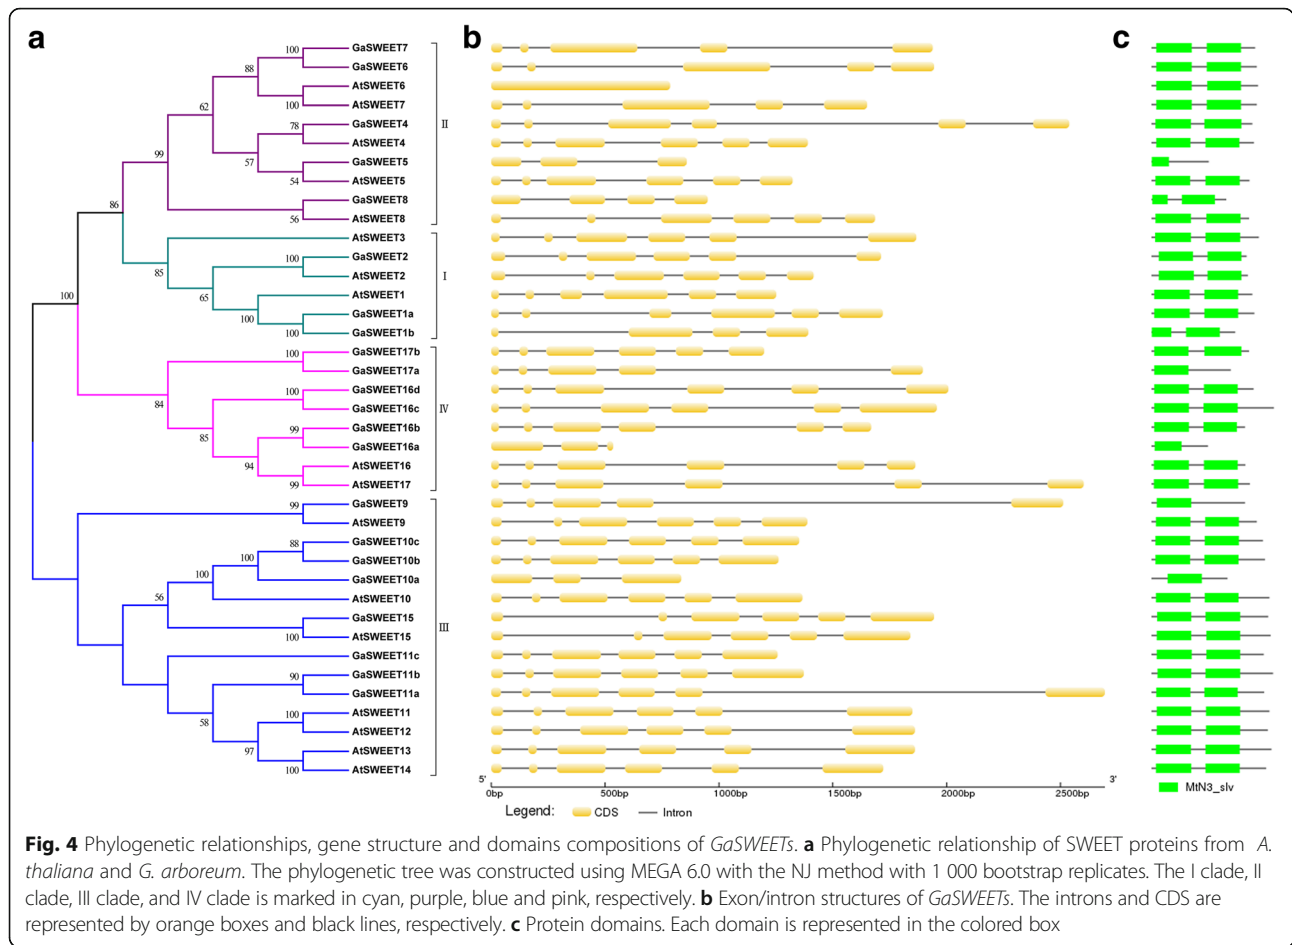 a
b
c
GaSWEET7
GaSWEET6
AtSWEET6
AtSWEET7
GaSWEET4
AtSWEET4
GaSWEET5
AtSWEET5
GaSWEET8
AtSWEET8
AtSWEET3
GaSWEET2
AtSWEET2
AtSWEET1
GaSWEET1a
GaSWEET1b
GaSWEET17b
GaSWEET17a
GaSWEET16d
GaSWEET16c
GaSWEET16b
GaSWEET16a
AtSWEET16
AtSWEET17
GaSWEET9
AtSWEET9
GaSWEET10c
GaSWEET10b
GaSWEET10a
AtSWEET10
GaSWEET15
AtSWEET15
GaSWEET11c
GaSWEET11b
GaSWEET11a
AtSWEET11
AtSWEET12
AtSWEET13
AtSWEET14
100
88
100
62
78
57
54
99
56
86
85
100
65
100
100
100
100
84
100
85
99
94
99
99
88
100
100
56
100
90
58
100
97
100
II
I
IV
III
5'
3'
0bp
500bp
1000bp
1500bp
2000bp
2500bp
Legend: CDS Intron
MtN3_slv
Fig. 4 Phylogenetic relationships, gene structure and domains compositions of GaSWEETs. a Phylogenetic relationship of SWEET proteins from A.
thaliana and G. arboreum. The phylogenetic tree was constructed using MEGA 6.0 with the NJ method with 1 000 bootstrap replicates. The I clade, II
clade, III clade, and IV clade is marked in cyan, purple, blue and pink, respectively. b Exon/intron structures of GaSWEETs. The introns and CDS are
represented by orange boxes and black lines, respectively. c Protein domains. Each domain is represented in the colored box